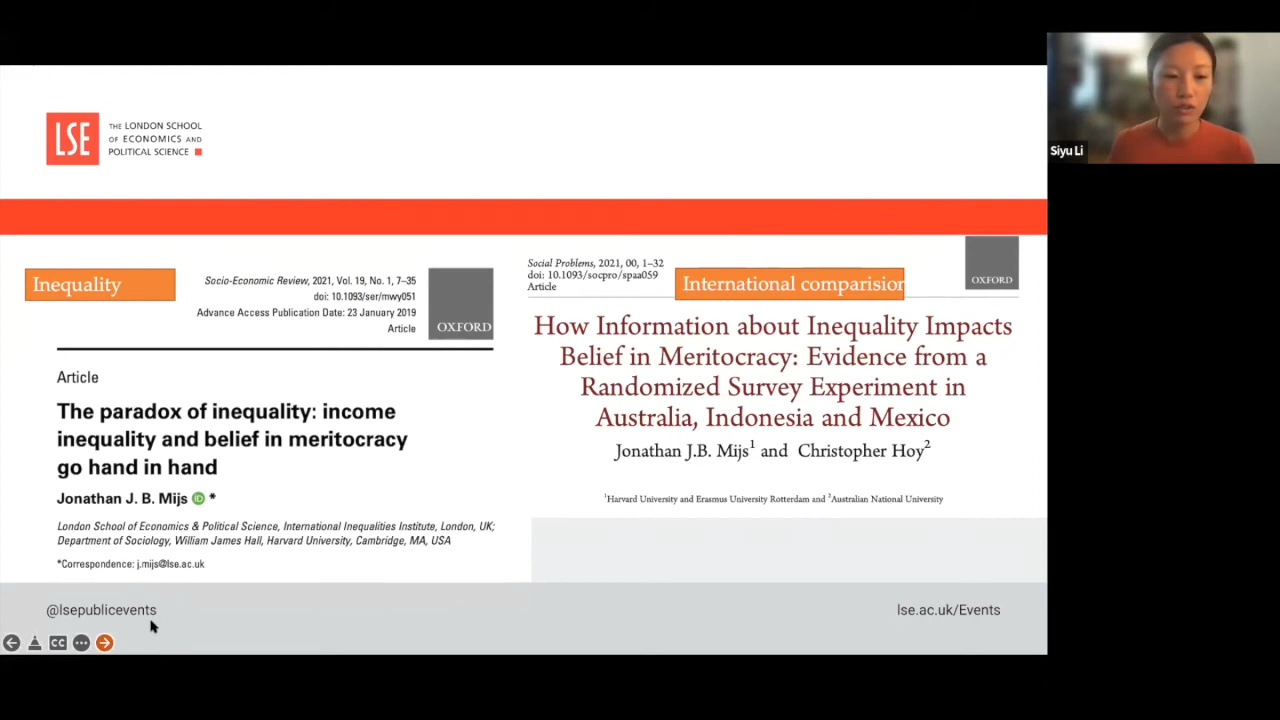 LSE
THE LONDON SCHOOL
OF ECONOMICS AND
POLITICAL SCIENCE
Siyu Li
Inequality
Socio-Economic Review, 2021, Vol. 19, No. 1, 7–35
doi: 10.1093/ser/mwy051
Advance Access Publication Date: 23 January 2019
Article
OXFORD
Article
The paradox of inequality: income
inequality and belief in meritocracy
go hand in hand
Jonathan J. B. Mijs iD *
London School of Economics & Political Science, International Inequalities Institute, London, UK;
Department of Sociology, William James Hall, Harvard University, Cambridge, MA, USA
*Correspondence: j.mijs@lse.ac.uk
Social Problems, 2021, 00, 1–32
doi: 10.1093/socpro/spaa059
Article
International comparision
OXFORD
How Information about Inequality Impacts
Belief in Meritocracy: Evidence from a
Randomized Survey Experiment in
Australia, Indonesia and Mexico
Jonathan J.B. Mijs1 and Christopher Hoy2
1Harvard University and Erasmus University Rotterdam and 2Australian National University
@lsepublicevents
lse.ac.uk/Events
CC